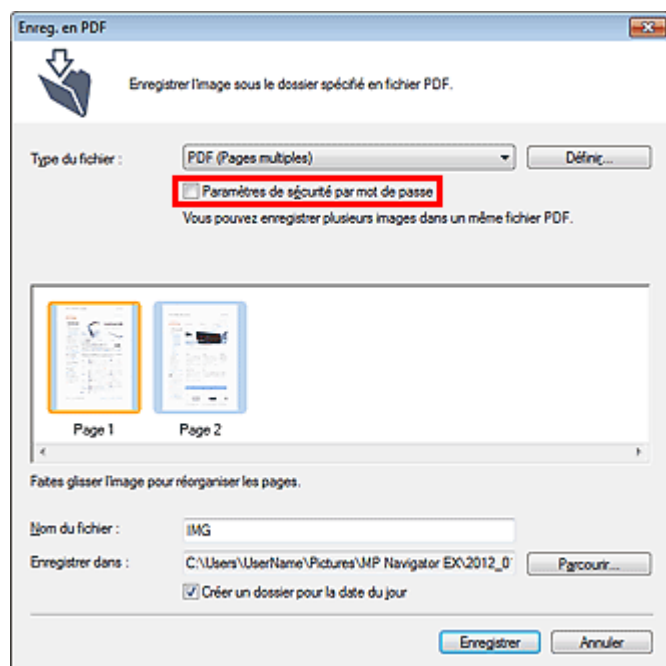 Enreg. en PDF
Enregistrer l'image sous le dossier spécifié en fichier PDF.
Type du fichier :
PDF (Pages multiples)
Définir...
Paramètres de sécurité par mot de passe
Vous pouvez enregistrer plusieurs images dans un même fichier PDF.
Page 1
Page 2
Faites glisser l'image pour réorganiser les pages.
Nom du fichier :
IMG
Enregistrer dans :
C:\Users\UserName\Pictures\MP Navigator EX\2012_0
Parcourir...
Créer un dossier pour la date du jour
Enregistrer
Annuler